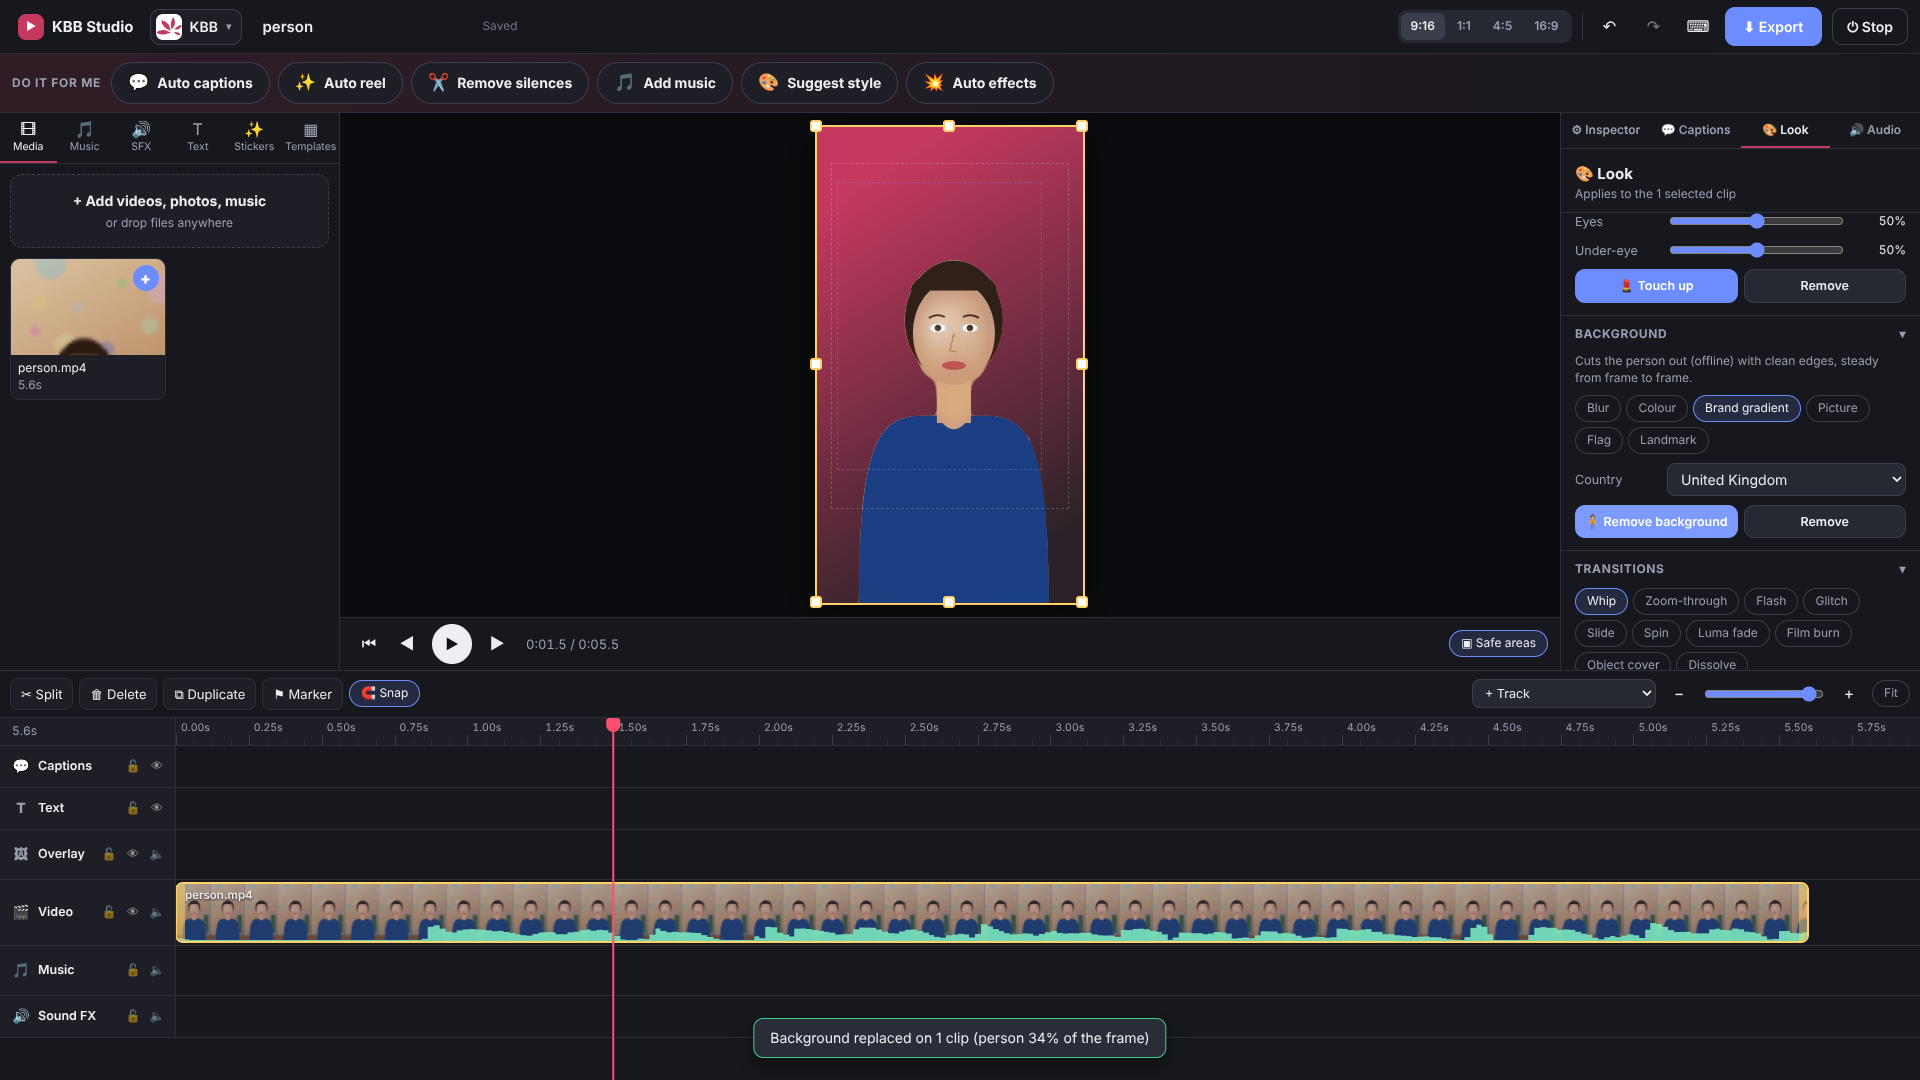 KBB Studio
KBB
person
Saved
9:16
1:1
4:5
16:9
Export
Stop
DO IT FOR ME
Auto captions
Auto reel
Remove silences
Add music
Suggest style
Auto effects
Media
Music
SFX
Text
Stickers
Templates
+ Add videos, photos, music
or drop files anywhere
person.mp4
5.6s
Inspector
Captions
Look
Audio
Look
Applies to the 1 selected clip
Eyes 50%
Under-eye 50%
Touch up
Remove
BACKGROUND
Cuts the person out (offline) with clean edges, steady
from frame to frame.
Blur
Colour
Brand gradient
Picture
Flag
Landmark
Country United Kingdom
Remove background
Remove
TRANSITIONS
Whip
Zoom-through
Flash
Glitch
Slide
Spin
Luma fade
Film burn
Object cover
Dissolve
0:01.5 / 0:05.5
Safe areas
Split
Delete
Duplicate
Marker
Snap
+ Track
Fit
5.6s
0.00s 0.25s 0.50s 0.75s 1.00s 1.25s 1.50s 1.75s 2.00s 2.25s 2.50s 2.75s 3.00s 3.25s 3.50s 3.75s 4.00s 4.25s 4.50s 4.75s 5.00s 5.25s 5.50s 5.75s
Captions
T Text
Overlay
Video
person.mp4
Music
Sound FX
Background replaced on 1 clip (person 34% of the frame)